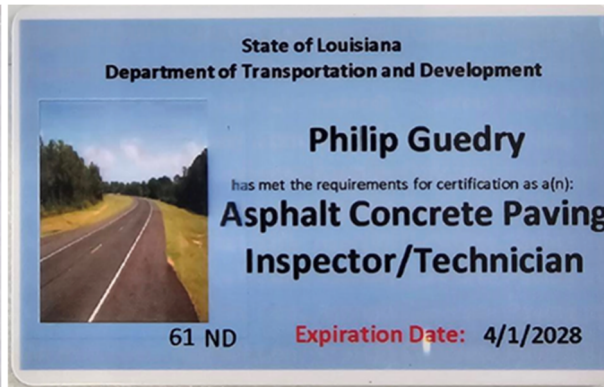 State of Louisiana
Department of Transportation and Development
Philip Guedry
has met the requirements for certification as a(n):
Asphalt Concrete Paving
Inspector/Technician
61 ND
Expiration Date: 4/1/2028